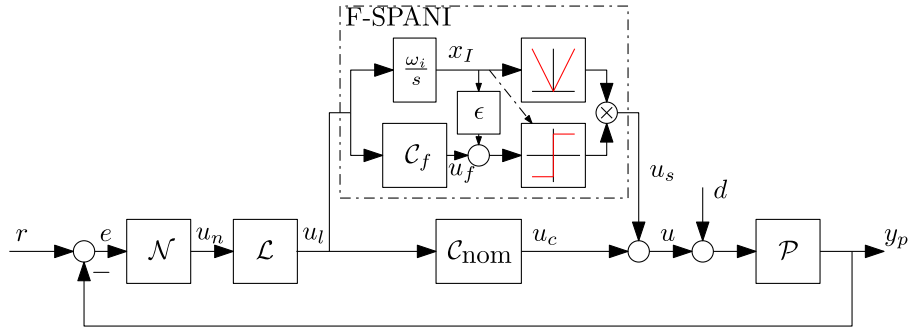 F-SPANI
ω_i/s
x_I
ϵ
×
𝒞_f
u_f
u_s
d
r
e
−
𝒩
u_n
ℒ
u_l
𝒞_nom
u_c
u
𝒫
y_p